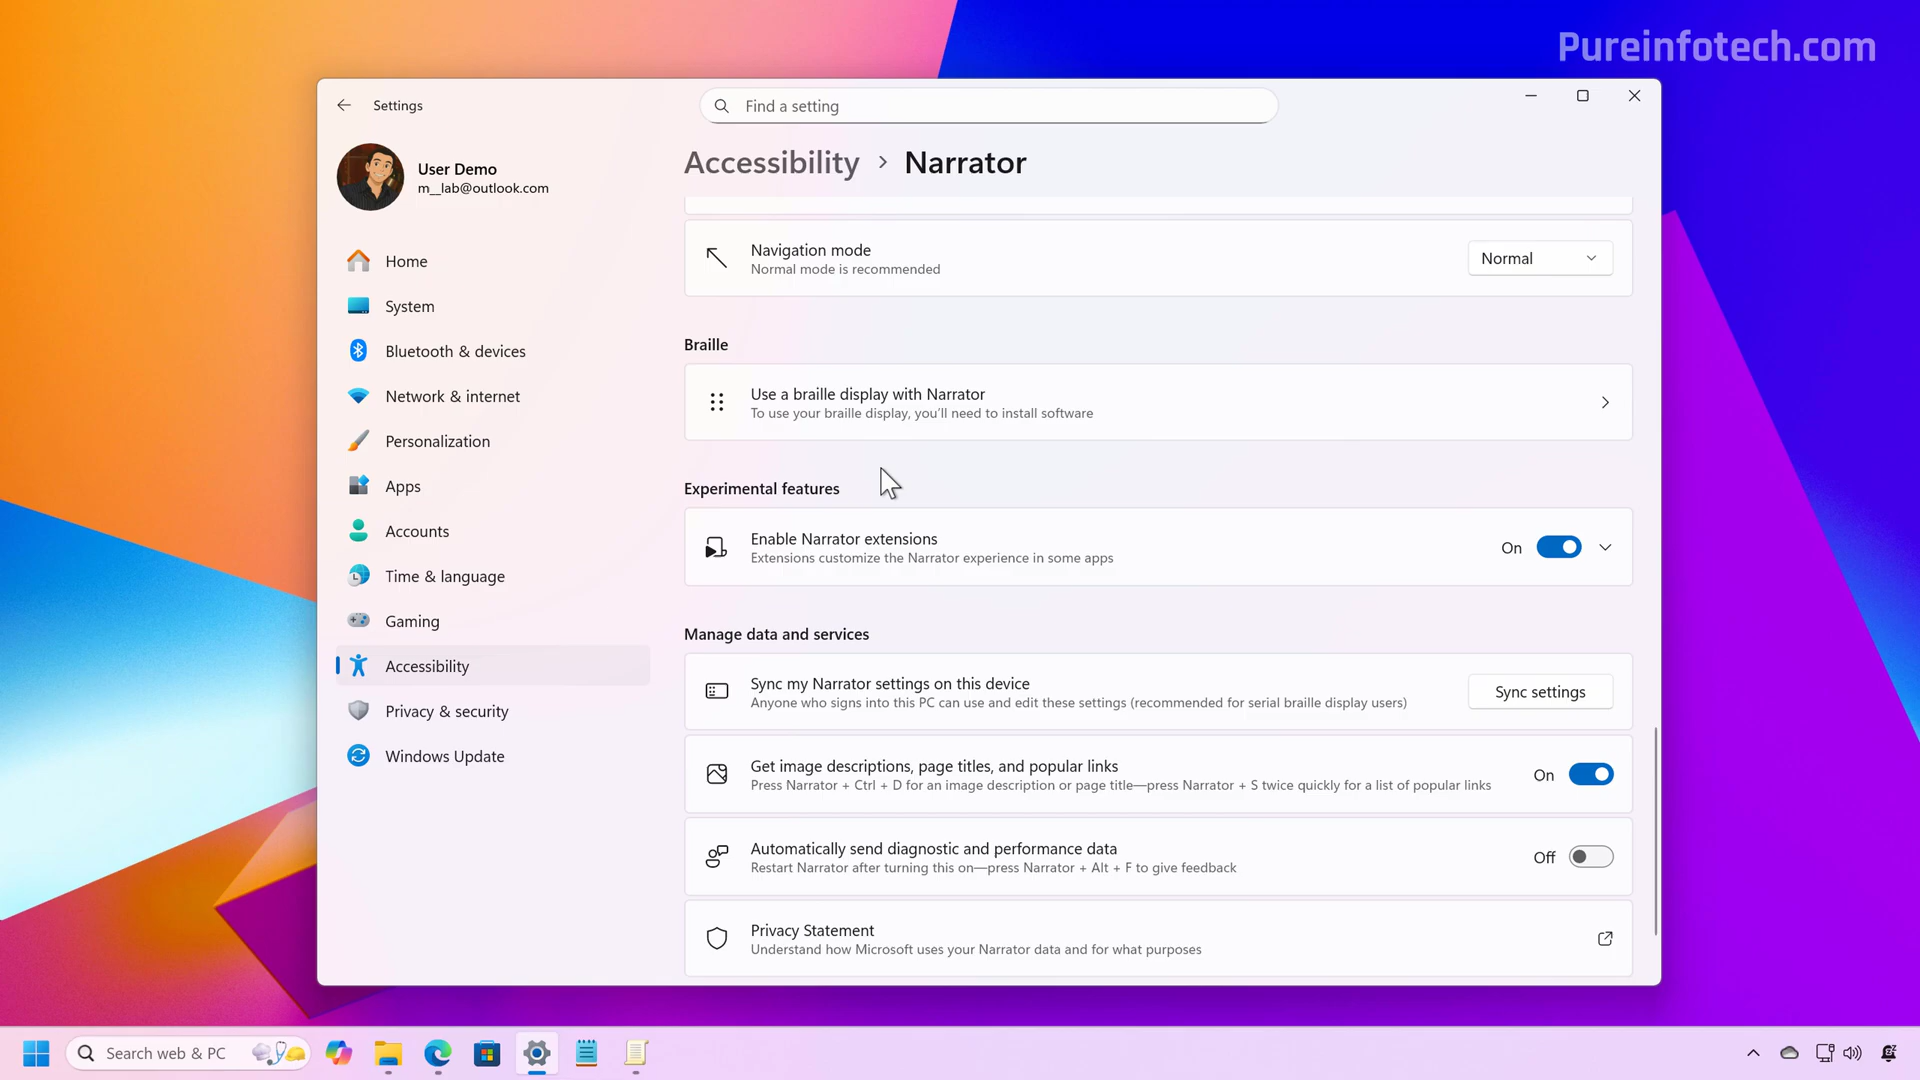 Pureinfotech.com
Settings
Find a setting
User Demo
m__lab@outlook.com
Home
System
Bluetooth & devices
Network & internet
Personalization
Apps
Accounts
Time & language
Gaming
Accessibility
Privacy & security
Windows Update
Accessibility > Narrator
Navigation mode
Normal mode is recommended
Normal
Braille
Use a braille display with Narrator
To use your braille display, you'll need to install software
Experimental features
Enable Narrator extensions
Extensions customize the Narrator experience in some apps
On
Manage data and services
Sync my Narrator settings on this device
Anyone who signs into this PC can use and edit these settings (recommended for serial braille display users)
Sync settings
Get image descriptions, page titles, and popular links
Press Narrator + Ctrl + D for an image description or page title—press Narrator + S twice quickly for a list of popular links
On
Automatically send diagnostic and performance data
Restart Narrator after turning this on—press Narrator + Alt + F to give feedback
Off
Privacy Statement
Understand how Microsoft uses your Narrator data and for what purposes
Search web & PC